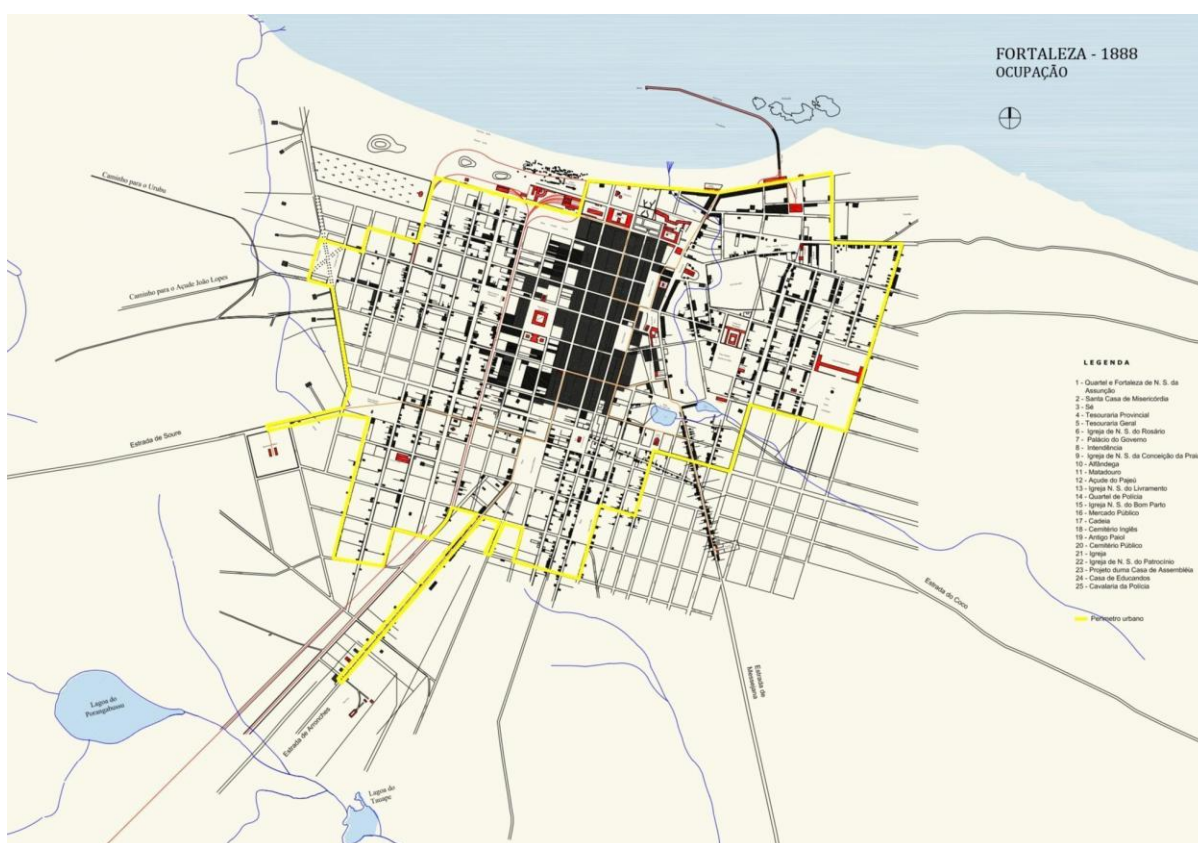 FORTALEZA - 1888
OCUPAÇÃO
Caminho para o Urubu
Caminho para o Açude João Lopes
Estrada de Soure
Lagoa do
Porangabussu
Estrada de Arronches
Lagoa do
Tauape
Estrada de
Messejana
Estrada do Coco
LEGENDA
1 - Quartel e Fortaleza de N. S. da
Assunção
2 - Santa Casa de Misericórdia
3 - Sé
4 - Tesouraria Provincial
5 - Tesouraria Geral
6 - Igreja de N. S. do Rosário
7 - Palácio do Governo
8 - Intendência
9 - Igreja de N. S. da Conceição da Prai
10 - Alfândega
11 - Matadouro
12 - Açude do Pajeú
13 - Igreja N. S. do Livramento
14 - Quartel de Polícia
15 - Igreja N. S. do Bom Parto
16 - Mercado Público
17 - Cadeia
18 - Cemitério Inglês
19 - Antigo Paiol
20 - Cemitério Público
21 - Igreja
22 - Igreja de N. S. do Patrocínio
23 - Projeto duma Casa de Assembléia
24 - Casa de Educandos
25 - Cavalaria da Polícia
Perímetro urbano